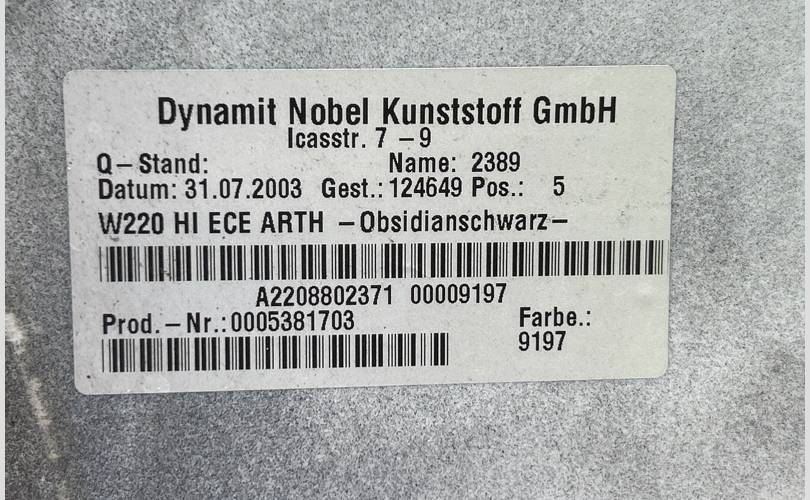 Dynamit Nobel Kunststoff GmbH
Icasstr. 7 –9
Q–Stand: Name: 2389
Datum: 31.07.2003 Gest.: 124649 Pos.: 5
W220 HI ECE ARTH –Obsidianschwarz–
A2208802371 00009197
Prod.–Nr.:0005381703 Farbe.:
9197